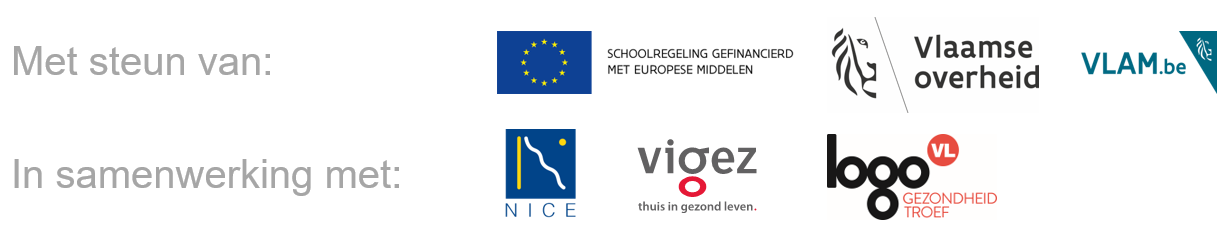 Met steun van:
SCHOOLREGELING GEFINANCIERD
MET EUROPESE MIDDELEN
Vlaamse
overheid
VLAM.be
In samenwerking met:
NICE
vigez
thuis in gezond leven.
logo VL
GEZONDHEID
TROEF